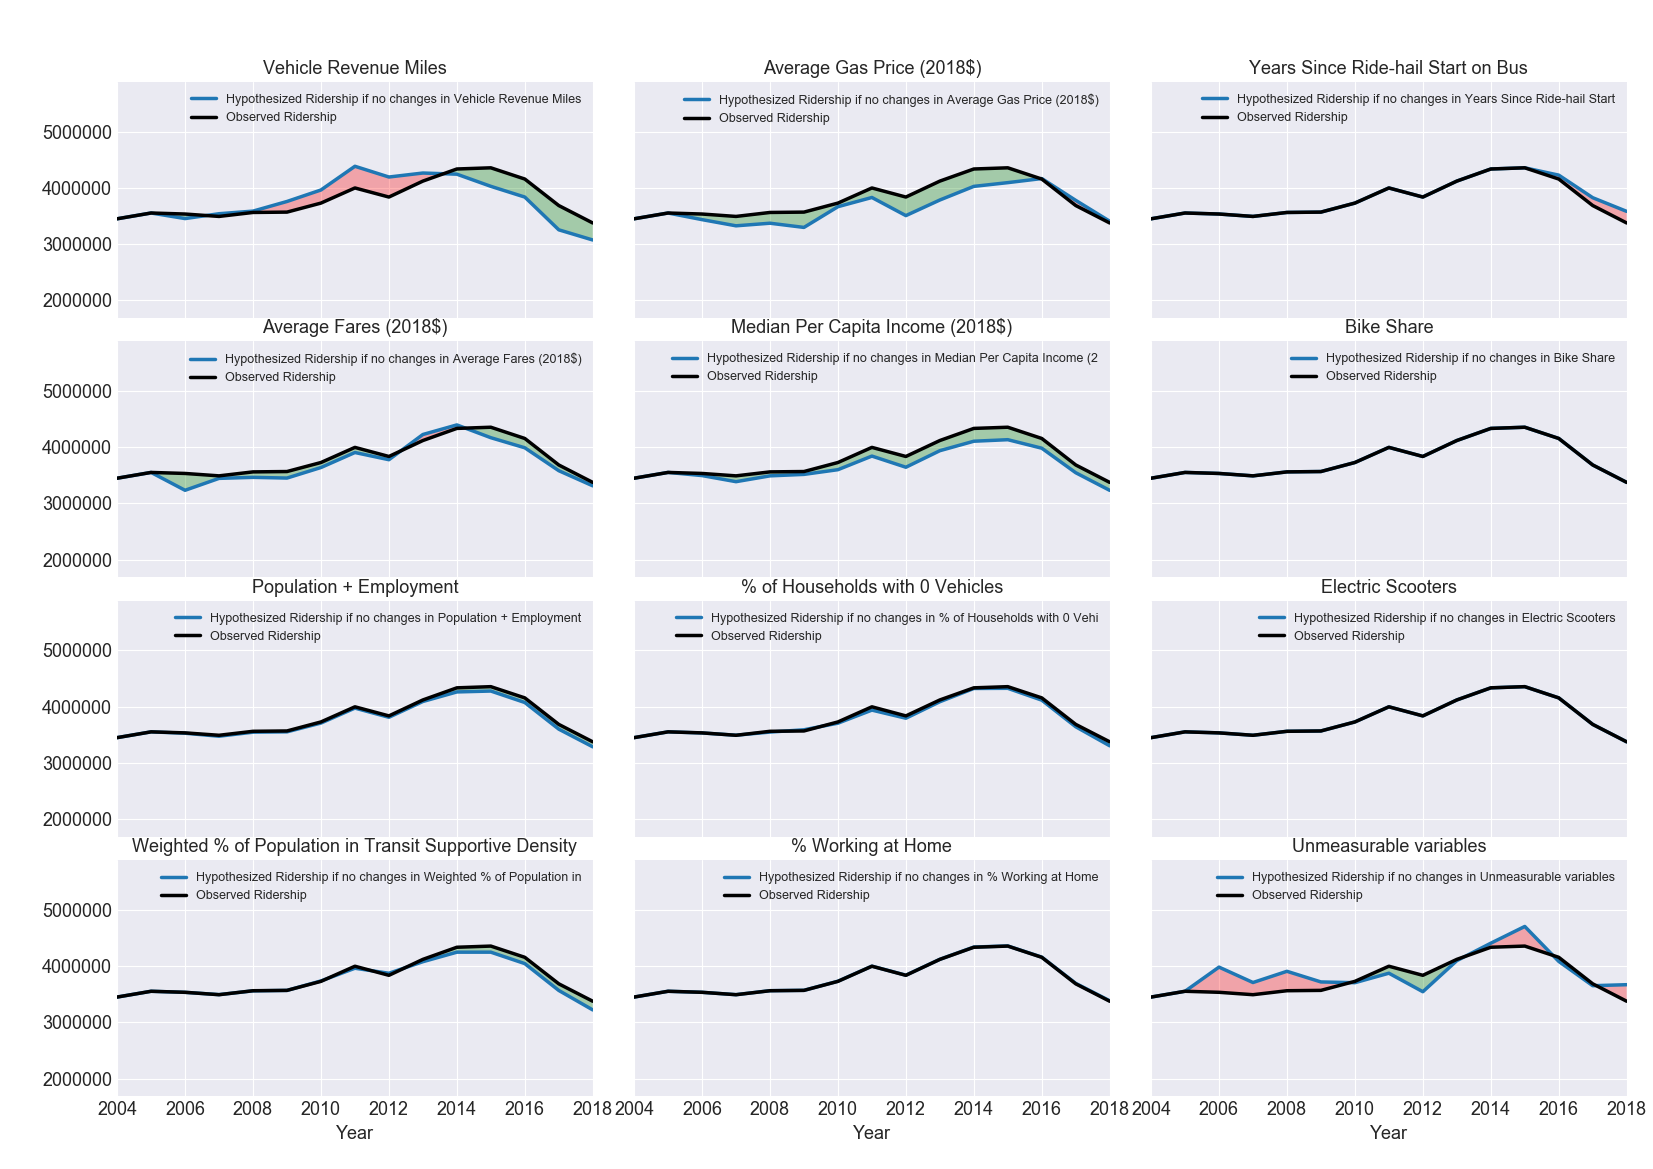 Vehicle Revenue Miles
Hypothesized Ridership if no changes in Vehicle Revenue Miles
Observed Ridership
5000000
4000000
3000000
2000000
Average Gas Price (2018$)
Hypothesized Ridership if no changes in Average Gas Price (2018$)
Observed Ridership
Years Since Ride-hail Start on Bus
Hypothesized Ridership if no changes in Years Since Ride-hail Start
Observed Ridership
Average Fares (2018$)
Hypothesized Ridership if no changes in Average Fares (2018$)
Observed Ridership
5000000
4000000
3000000
2000000
Median Per Capita Income (2018$)
Hypothesized Ridership if no changes in Median Per Capita Income (2
Observed Ridership
Bike Share
Hypothesized Ridership if no changes in Bike Share
Observed Ridership
Population + Employment
Hypothesized Ridership if no changes in Population + Employment
Observed Ridership
5000000
4000000
3000000
2000000
% of Households with 0 Vehicles
Hypothesized Ridership if no changes in % of Households with 0 Vehi
Observed Ridership
Electric Scooters
Hypothesized Ridership if no changes in Electric Scooters
Observed Ridership
Weighted % of Population in Transit Supportive Density
Hypothesized Ridership if no changes in Weighted % of Population in
Observed Ridership
5000000
4000000
3000000
2000000
2004 2006 2008 2010 2012 2014 2016 2018
Year
% Working at Home
Hypothesized Ridership if no changes in % Working at Home
Observed Ridership
2004 2006 2008 2010 2012 2014 2016 2018
Year
Unmeasurable variables
Hypothesized Ridership if no changes in Unmeasurable variables
Observed Ridership
2004 2006 2008 2010 2012 2014 2016 2018
Year